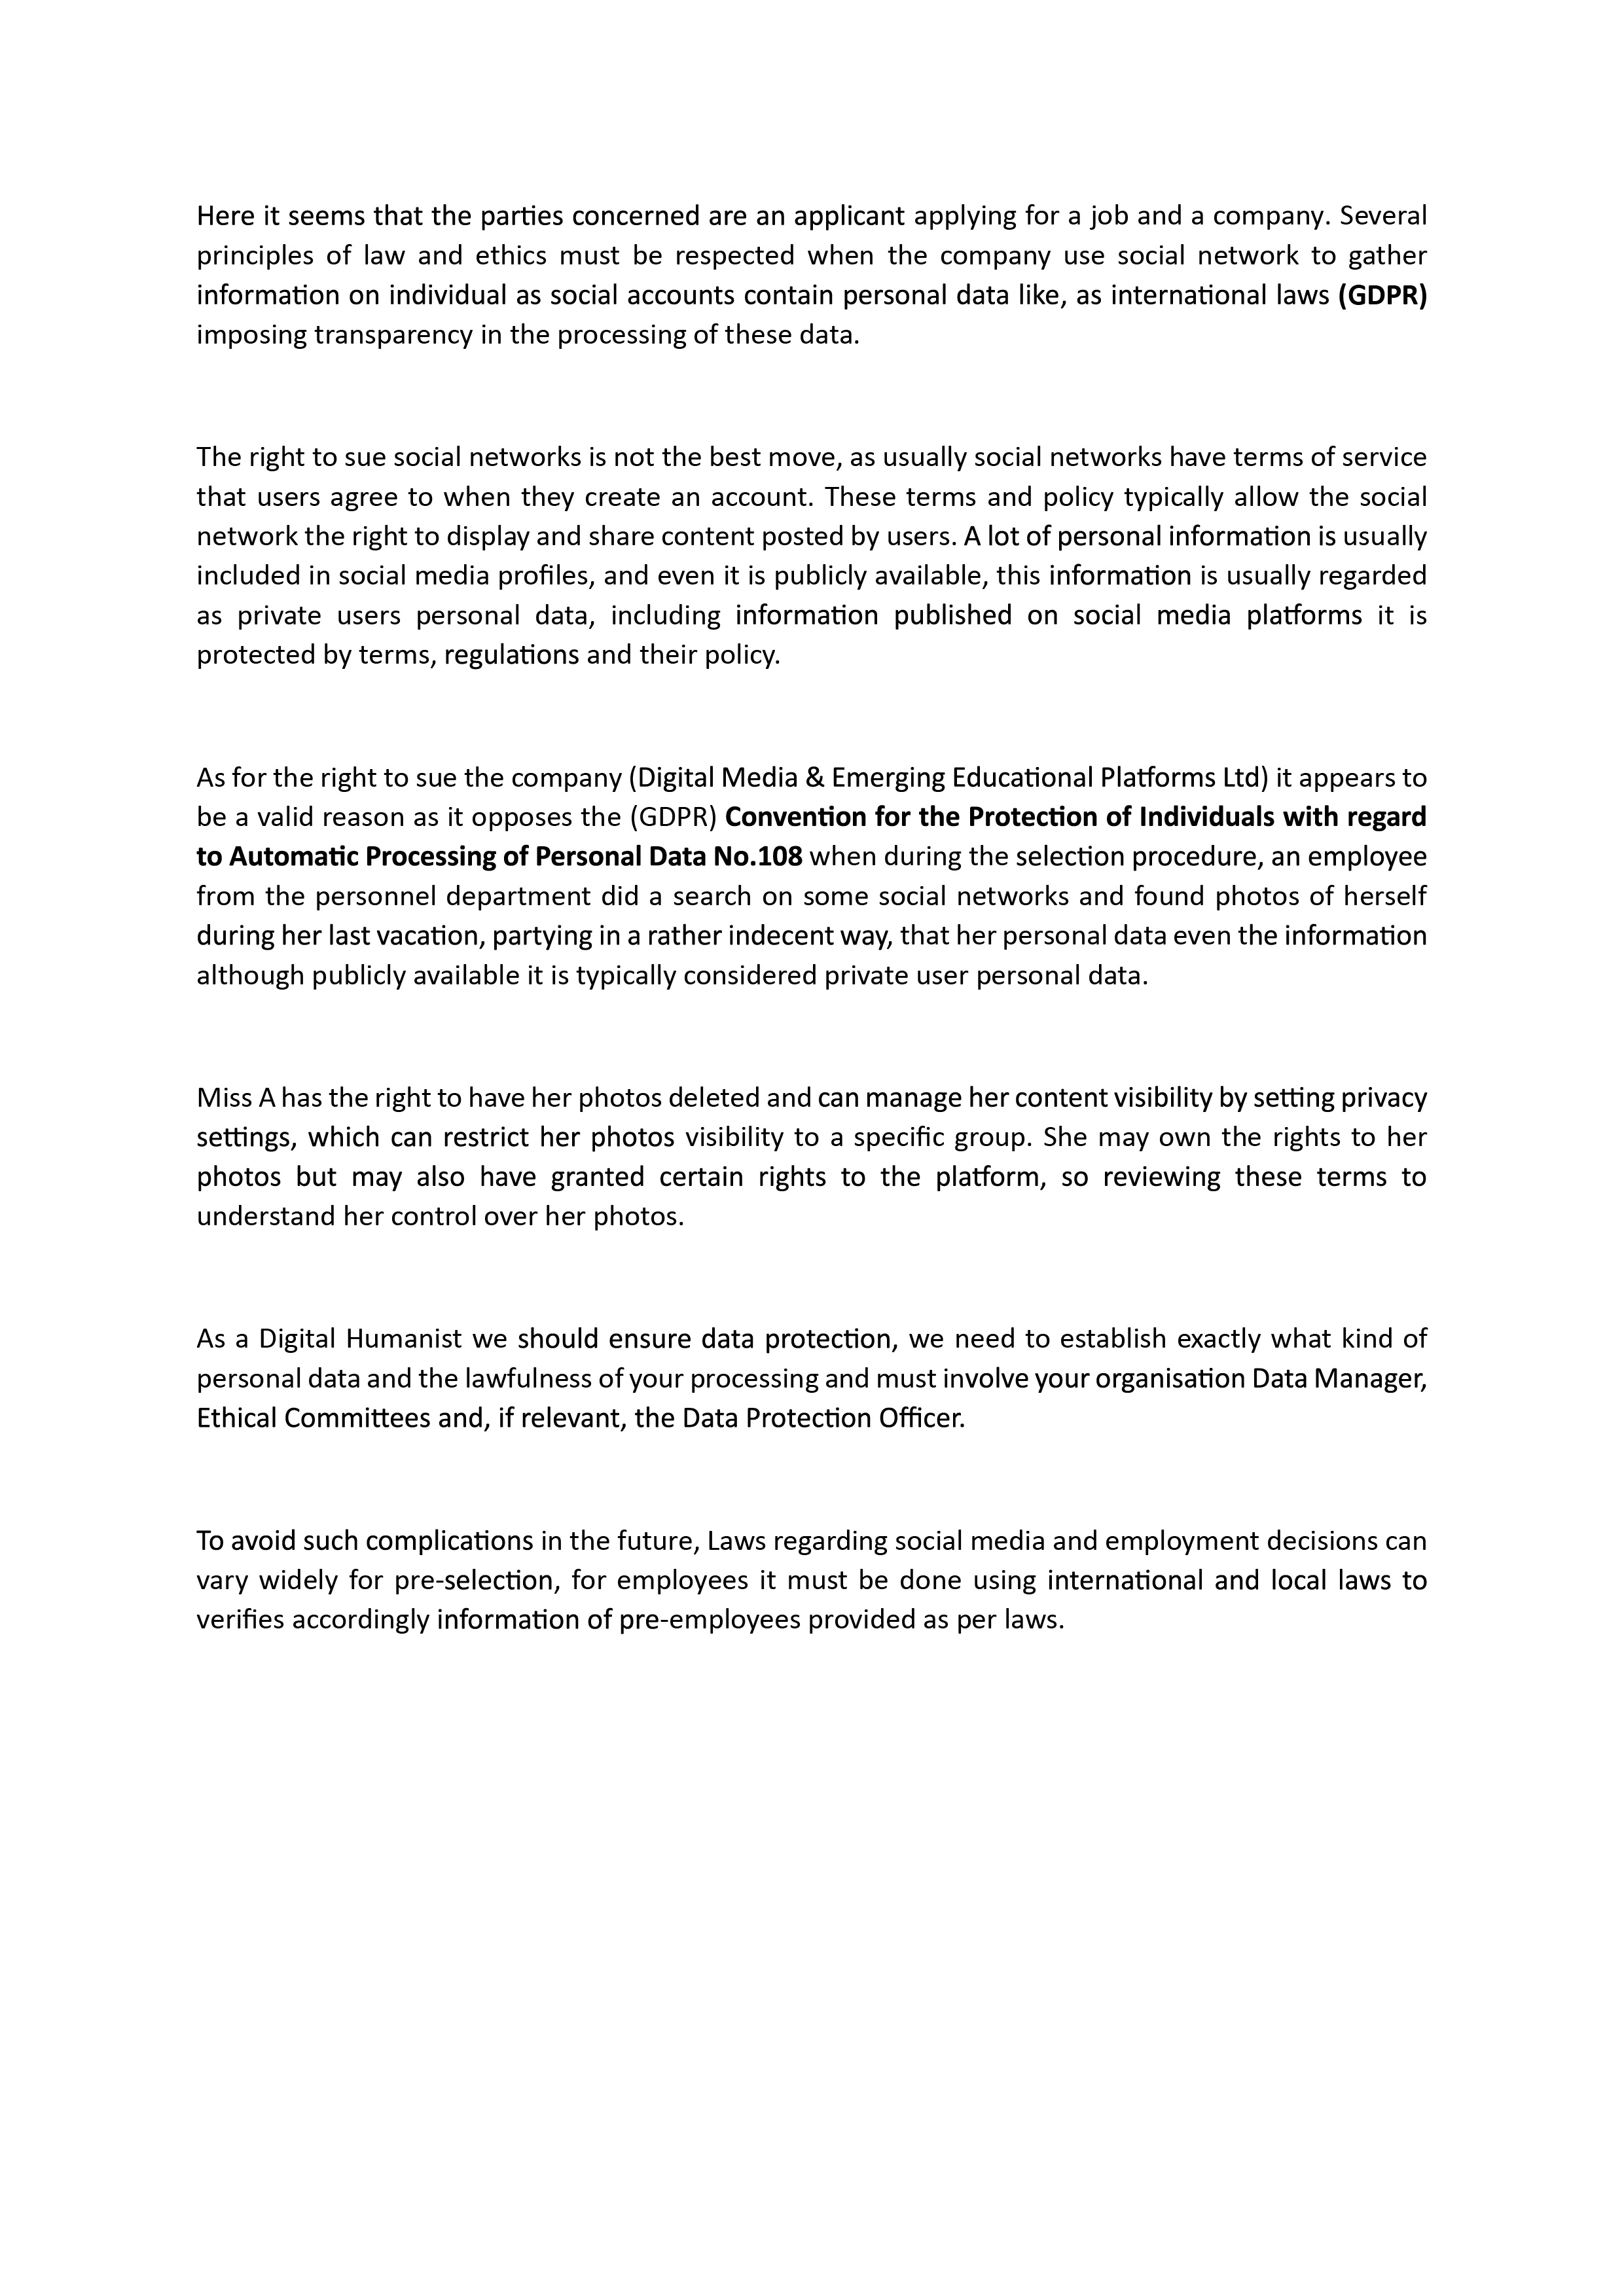 Here it seems that the parties concerned are an applicant applying for a job and a company. Several
principles of law and ethics must be respected when the company use social network to gather
information on individual as social accounts contain personal data like, as international laws (GDPR)
imposing transparency in the processing of these data.
The right to sue social networks is not the best move, as usually social networks have terms of service
that users agree to when they create an account. These terms and policy typically allow the social
network the right to display and share content posted by users. A lot of personal information is usually
included in social media profiles, and even it is publicly available, this information is usually regarded
as private users personal data, including information published on social media platforms it is
protected by terms, regulations and their policy.
As for the right to sue the company (Digital Media & Emerging Educational Platforms Ltd) it appears to
be a valid reason as it opposes the (GDPR) Convention for the Protection of Individuals with regard
to Automatic Processing of Personal Data No.108 when during the selection procedure, an employee
from the personnel department did a search on some social networks and found photos of herself
during her last vacation, partying in a rather indecent way, that her personal data even the information
although publicly available it is typically considered private user personal data.
Miss A has the right to have her photos deleted and can manage her content visibility by setting privacy
settings, which can restrict her photos visibility to a specific group. She may own the rights to her
photos but may also have granted certain rights to the platform, so reviewing these terms to
understand her control over her photos.
As a Digital Humanist we should ensure data protection, we need to establish exactly what kind of
personal data and the lawfulness of your processing and must involve your organisation Data Manager,
Ethical Committees and, if relevant, the Data Protection Officer.
To avoid such complications in the future, Laws regarding social media and employment decisions can
vary widely for pre-selection, for employees it must be done using international and local laws to
verifies accordingly information of pre-employees provided as per laws.